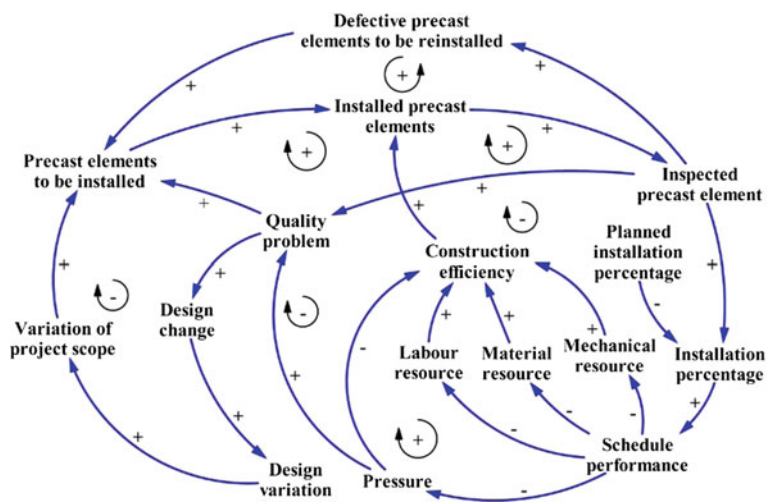 Defective precast
elements to be reinstalled
+
+
+
Installed precast
elements
+
+
+
+
Precast elements
to be installed
Inspected
precast element
+
+
+
-
Quality
problem
Planned
installation
percentage
Construction
efficiency
+
+
+
-
-
Design
change
-
-
Variation of
project scope
+
+
+
Labour
resource
Material
resource
Mechanical
resource
Installation
percentage
+
+
-
-
+
+
+
-
Schedule
performance
Design
variation
Pressure
-